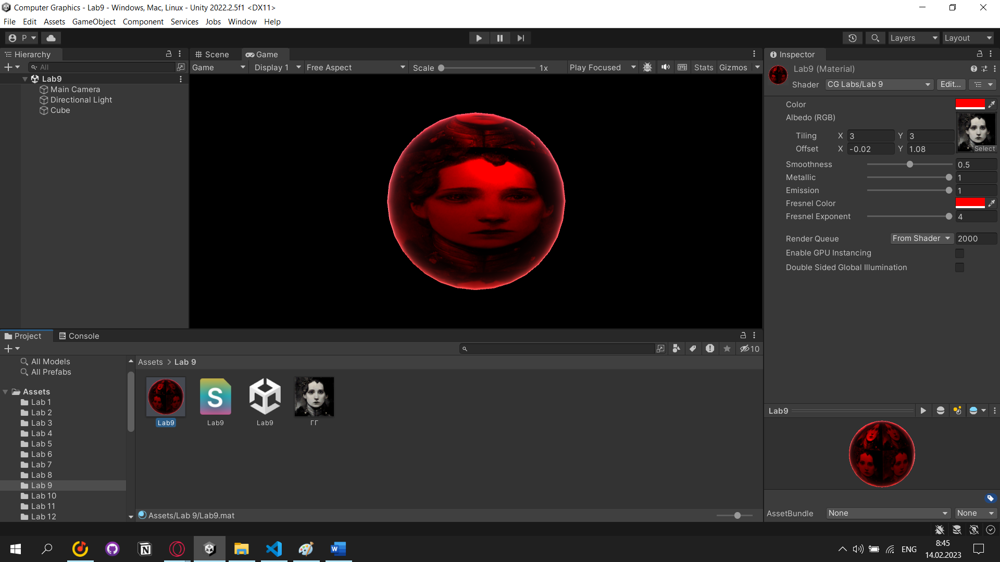 Computer Graphics - Lab9 - Windows, Mac, Linux - Unity 2022.2.5f1 <DX11>
File Edit Assets GameObject Component Services Jobs Window Help
P Layers Layout
Hierarchy
All
Lab9
Main Camera
Directional Light
Cube
Scene Game
Game Display 1 Free Aspect Scale 1x Play Focused Stats Gizmos
Inspector
Lab9 (Material)
Shader CG Labs/Lab 9 Edit...
Color
Albedo (RGB)
Tiling X 3 Y 3
Offset X -0.02 Y 1.08
Select
Smoothness 0.5
Metallic 1
Emission 1
Fresnel Color
Fresnel Exponent 4
Render Queue From Shader 2000
Enable GPU Instancing
Double Sided Global Illumination
Project Console
10
All Models
All Prefabs
Assets
Lab 1
Lab 2
Lab 3
Lab 4
Lab 5
Lab 6
Lab 7
Lab 8
Lab 9
Lab 10
Lab 11
Lab 12
Assets > Lab 9
S
Lab9 Lab9 Lab9 ГГ
Assets/Lab 9/Lab9.mat
Lab9
AssetBundle None None
ENG
8:45
14.02.2023